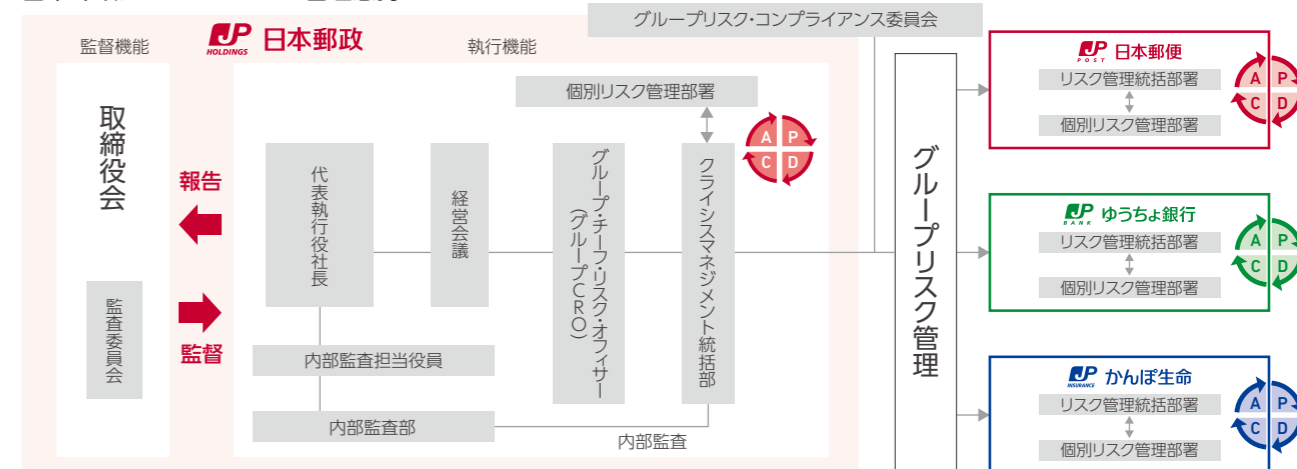 グループリスク・コンプライアンス委員会
監督機能
JP
HOLDINGS
日本郵政
執行機能
取締役会
監査委員会
報告
監督
個別リスク管理部署
A P
C D
代表執行役社長
経営会議
グループ・チーフ・リスク・オフィサー
(グループCRO)
クライシスマネジメント統括部
内部監査担当役員
内部監査部
内部監査
グループリスク管理
JP
POST
日本郵便
リスク管理統括部署
個別リスク管理部署
A P
C D
JP
BANK
ゆうちょ銀行
リスク管理統括部署
個別リスク管理部署
A P
C D
JP
INSURANCE
かんぽ生命
リスク管理統括部署
個別リスク管理部署
A P
C D